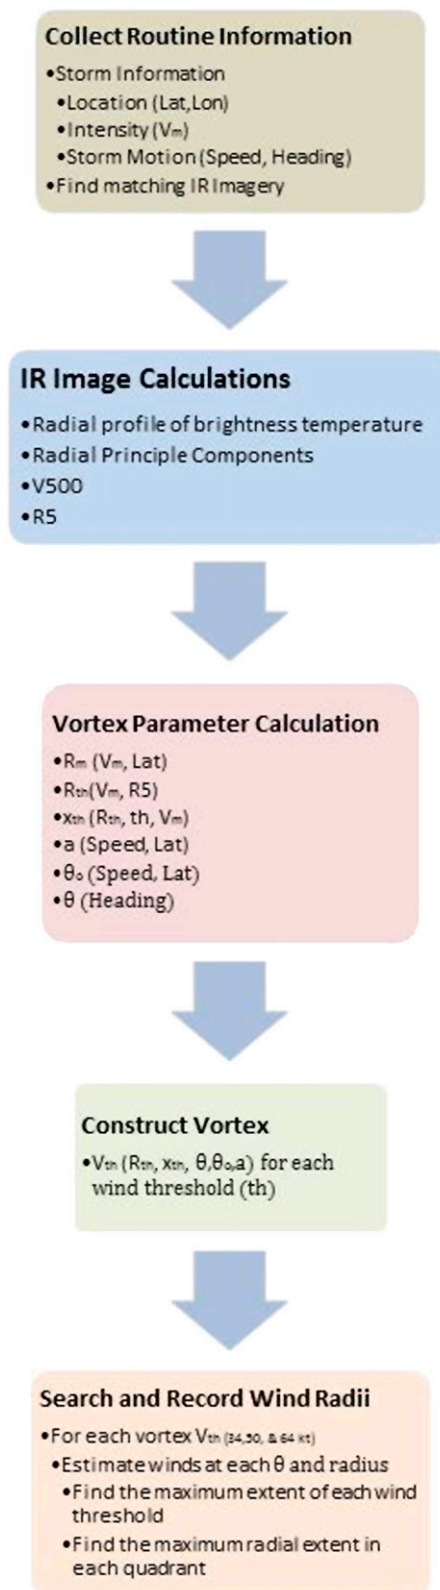 Collect Routine Information
•Storm Information
•Location (Lat,Lon)
•Intensity (Vm)
•Storm Motion (Speed, Heading)
•Find matching IR Imagery
IR Image Calculations
•Radial profile of brightness temperature
•Radial Principle Components
•V500
•R5
Vortex Parameter Calculation
•Rm (Vm, Lat)
•Rth(Vm, R5)
•xth (Rth, th, Vm)
•a (Speed, Lat)
•θo (Speed, Lat)
•θ (Heading)
Construct Vortex
•Vth (Rth, xth, θ,θo,a) for each
wind threshold (th)
Search and Record Wind Radii
•For each vortex Vth (34,50, & 64 kt)
•Estimate winds at each θ and radius
•Find the maximum extent of each wind
threshold
•Find the maximum radial extent in
each quadrant